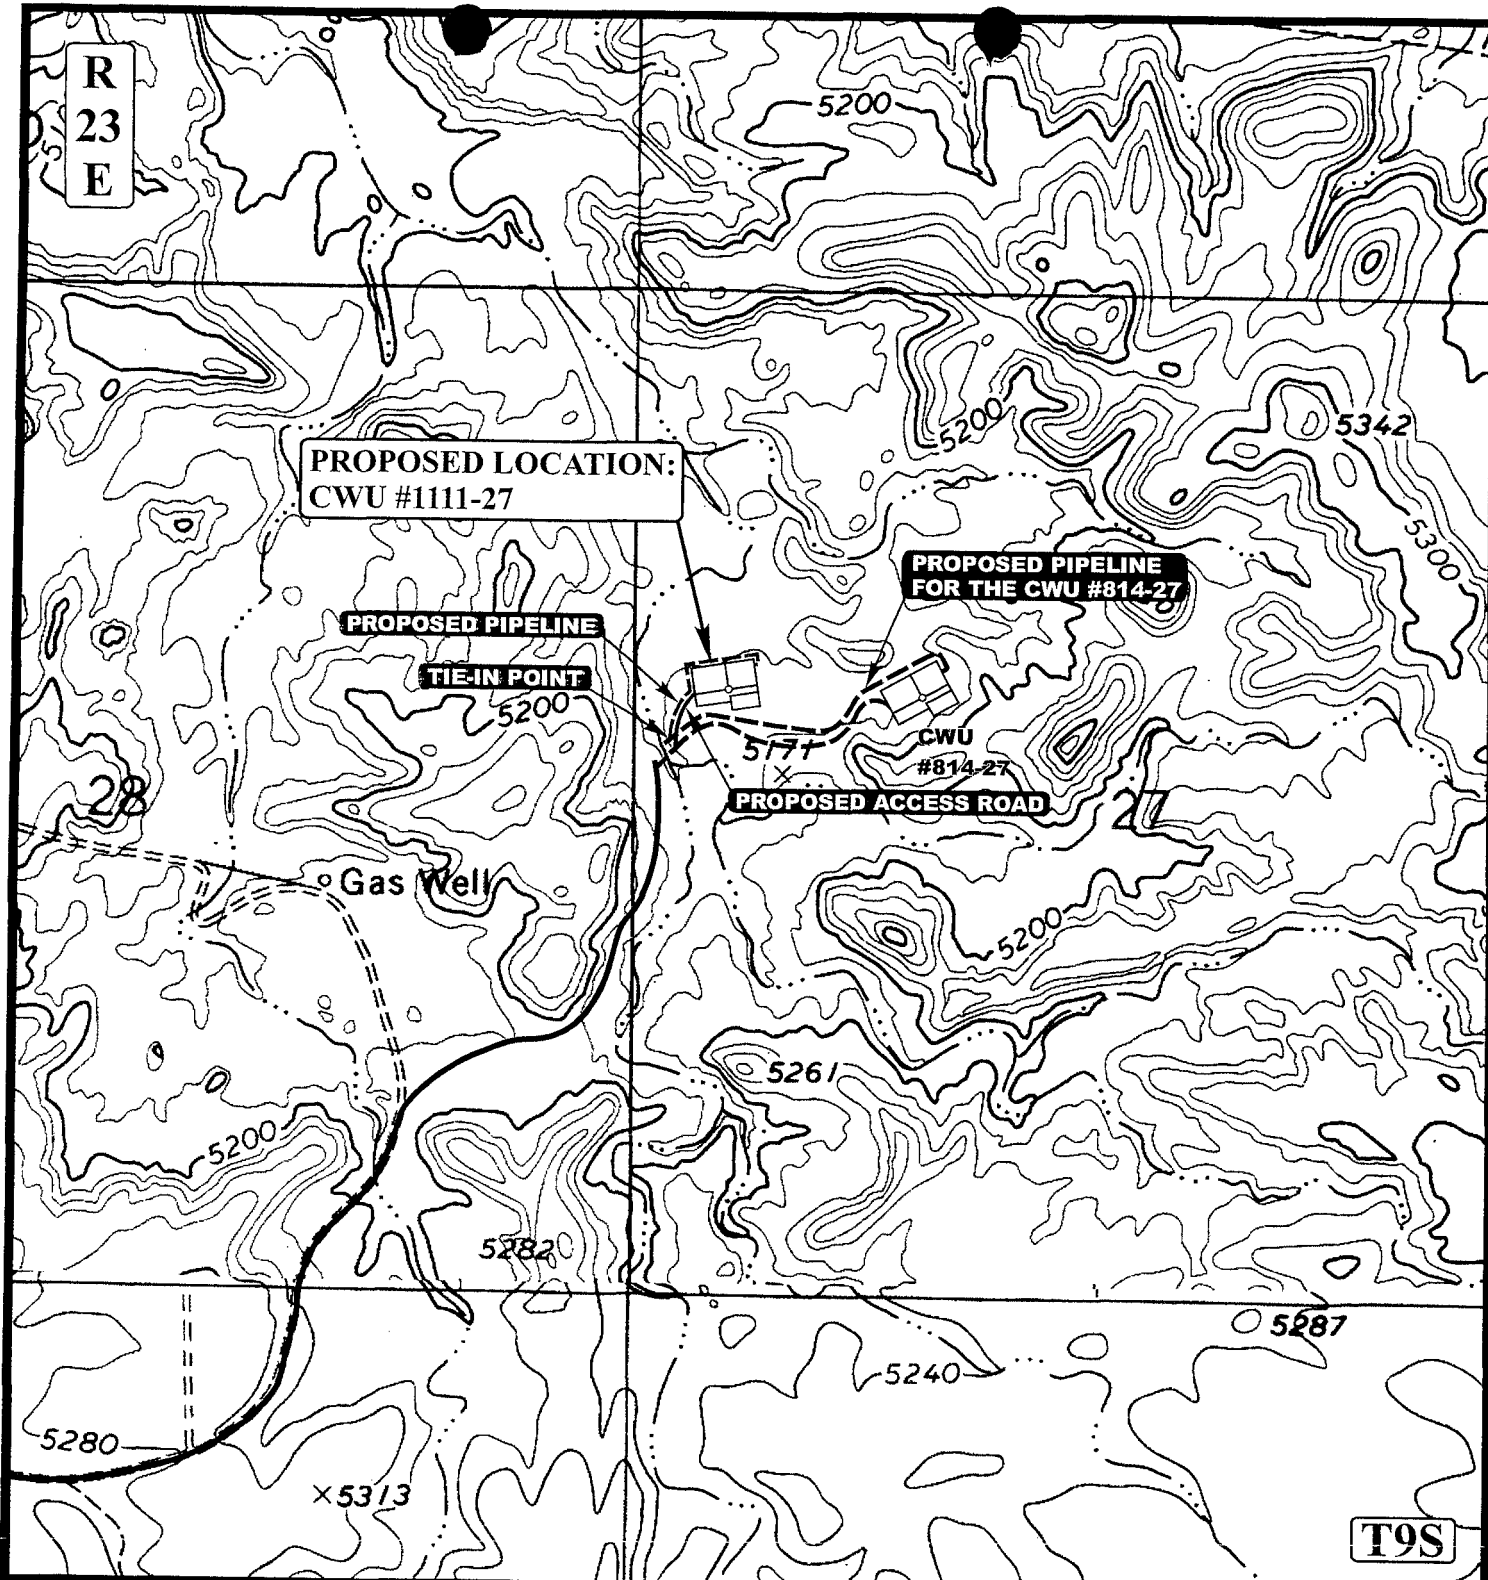 R
23
E
5200
5342
5200
PROPOSED LOCATION:
CWU #1111-27
5300
PROPOSED PIPELINE
FOR THE CWU #814-27
PROPOSED PIPELINE
TIE-IN POINT
5200
5171
CWU
#814-27
28
PROPOSED ACCESS ROAD
27
Gas Well
5200
5261
5200
5282
5287
5240
5280
5313
T9S